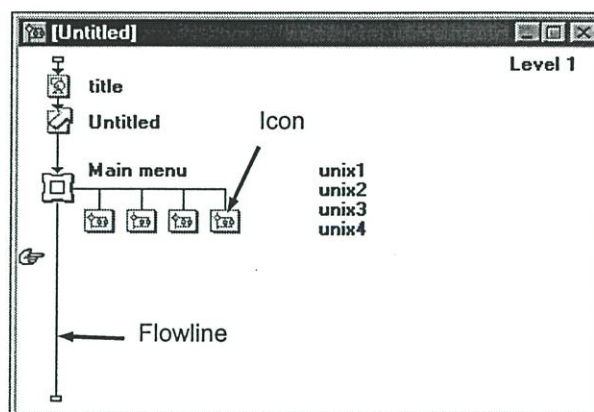 [Untitled]
Level 1
title
Untitled
Icon
Main menu
unix1
unix2
unix3
unix4
Flowline